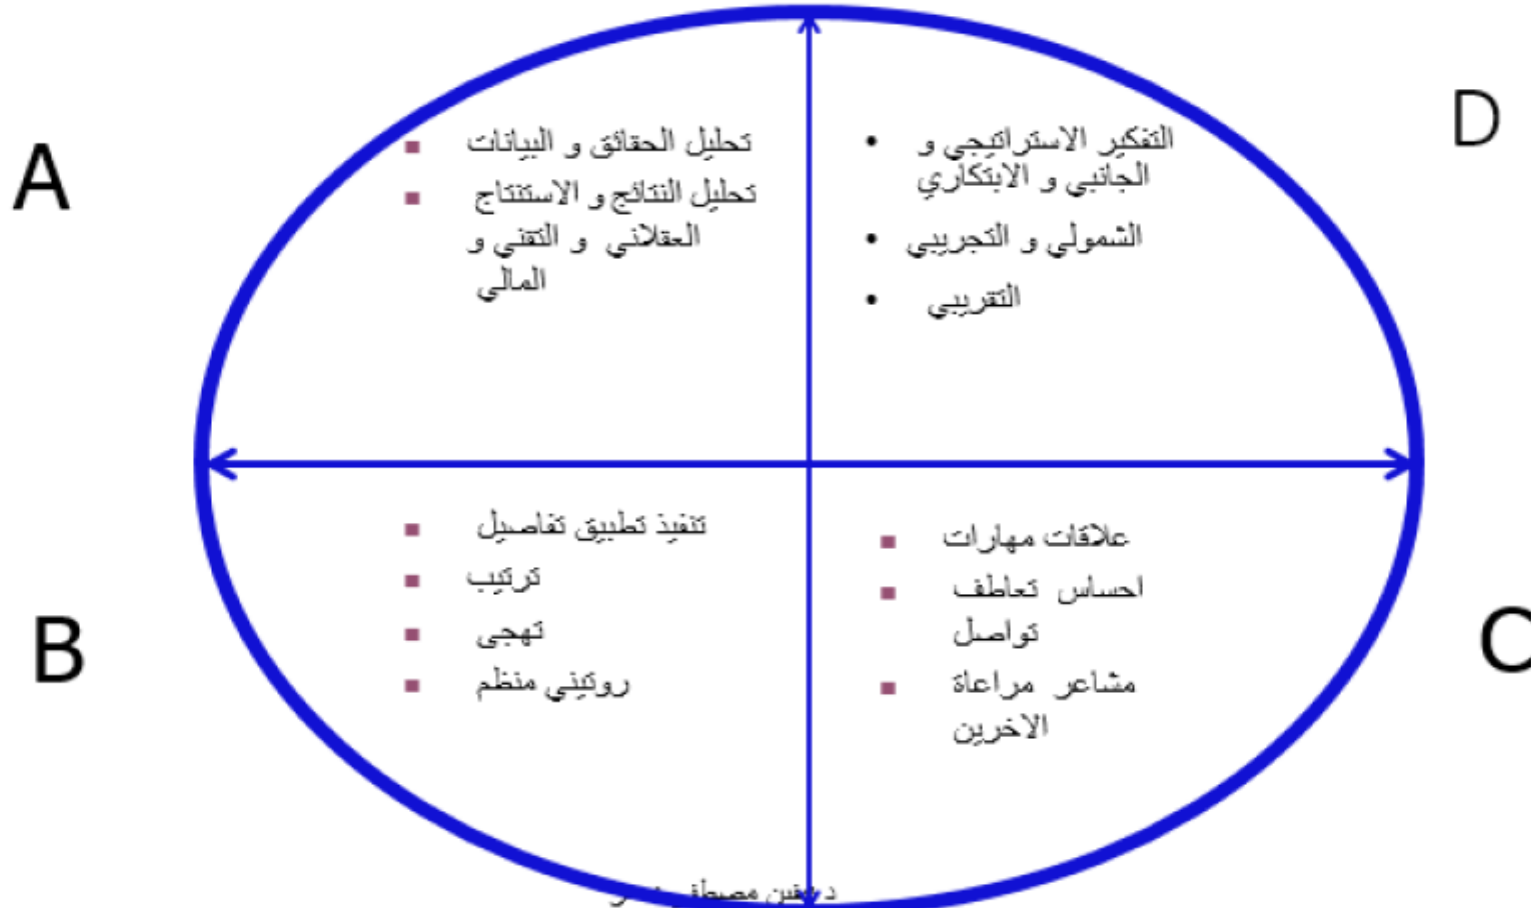 A
تحليل الحقائق و البيانات
تحليل النتائج و الاستنتاج
العقلاني و التقني و
المالي
D
التفكير الاستراتيجي و
الجانبي و الابتكاري
الشمولي و التجريبي
التقريبي
B
تنفيذ تطبيق تفاصيل
ترتيب
تهجى
روتيني منظم
C
علاقات مهارات
احساس تعاطف
تواصل
مشاعر مراعاة
الاخرين
مصطفى